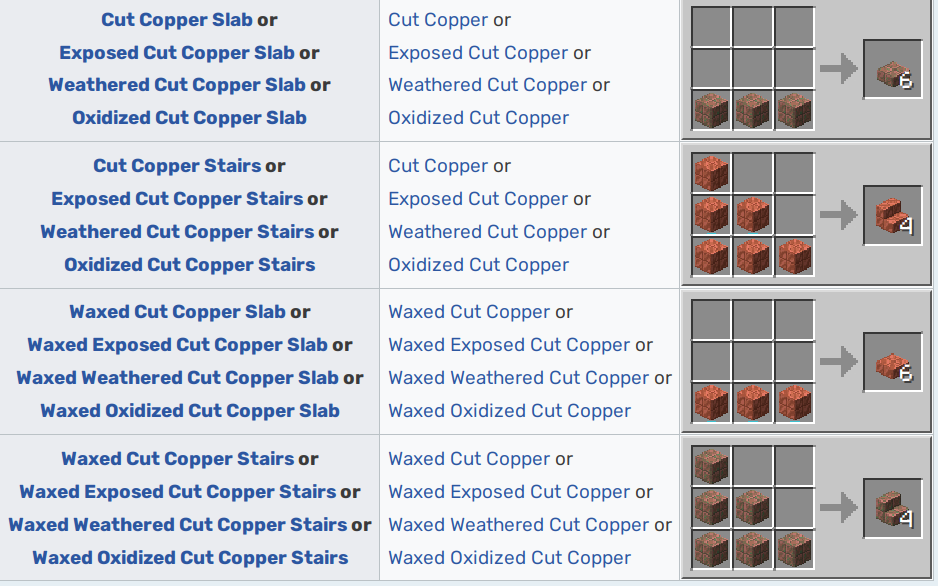 Cut Copper Slab or
Exposed Cut Copper Slab or
Weathered Cut Copper Slab or
Oxidized Cut Copper Slab
Cut Copper or
Exposed Cut Copper or
Weathered Cut Copper or
Oxidized Cut Copper
6
Cut Copper Stairs or
Exposed Cut Copper Stairs or
Weathered Cut Copper Stairs or
Oxidized Cut Copper Stairs
Cut Copper or
Exposed Cut Copper or
Weathered Cut Copper or
Oxidized Cut Copper
4
Waxed Cut Copper Slab or
Waxed Exposed Cut Copper Slab or
Waxed Weathered Cut Copper Slab or
Waxed Oxidized Cut Copper Slab
Waxed Cut Copper or
Waxed Exposed Cut Copper or
Waxed Weathered Cut Copper or
Waxed Oxidized Cut Copper
6
Waxed Cut Copper Stairs or
Waxed Exposed Cut Copper Stairs or
Waxed Weathered Cut Copper Stairs or
Waxed Oxidized Cut Copper Stairs
Waxed Cut Copper or
Waxed Exposed Cut Copper or
Waxed Weathered Cut Copper or
Waxed Oxidized Cut Copper
4